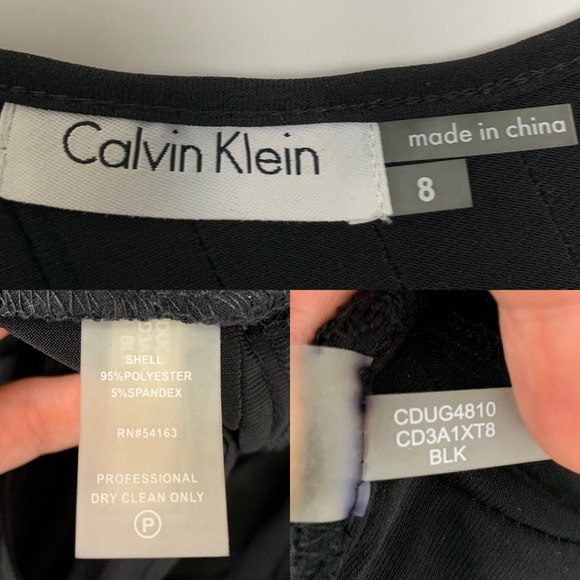 Calvin Klein
made in china
8
SHELL:
95%POLYESTER
5%SPANDEX
RN#54163
PROFESSIONAL
DRY CLEAN ONLY
P
CDUG4810
CD3A1XT8
BLK